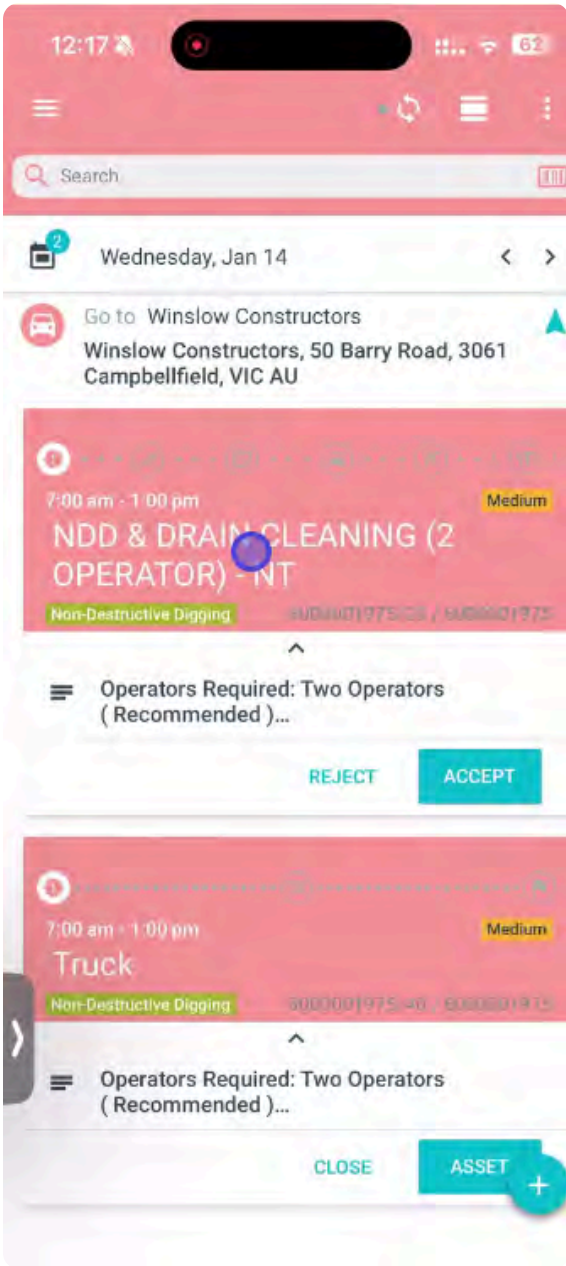 12:17
62
Search
2
Wednesday, Jan 14
Go to Winslow Constructors
Winslow Constructors, 50 Barry Road, 3061
Campbellfield, VIC AU
7:00 am - 1:00 pm
Medium
NDD & DRAIN CLEANING (2
OPERATOR) - NT
Non-Destructive Digging
Operators Required: Two Operators
( Recommended )...
REJECT
ACCEPT
7:00 am - 1:00 pm
Medium
Truck
Non-Destructive Digging
Operators Required: Two Operators
( Recommended )...
CLOSE
ASSET
+